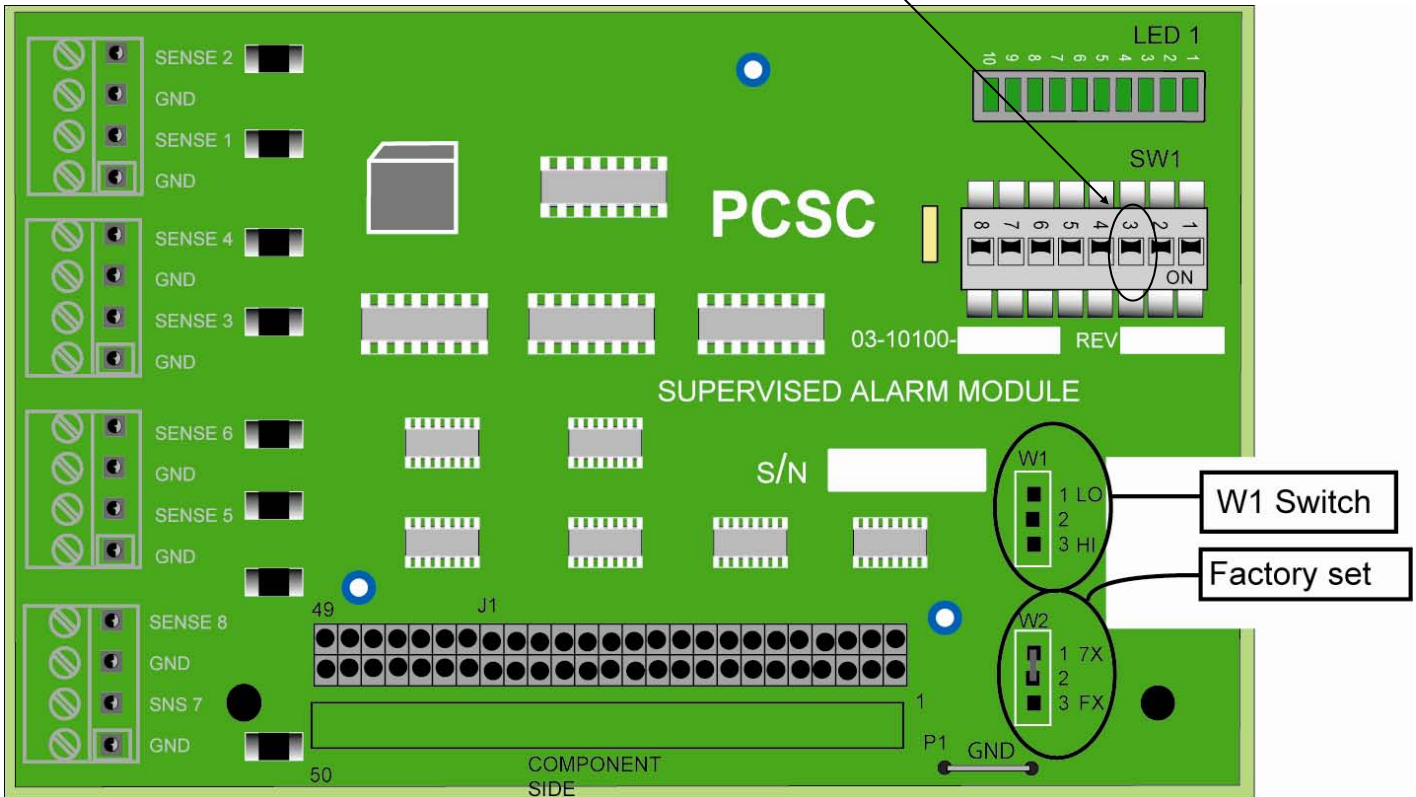 SENSE 2
GND
SENSE 1
GND
SENSE 4
GND
SENSE 3
GND
SENSE 6
GND
SENSE 5
GND
SENSE 8
GND
SNS 7
GND
PCSC
LED 1
10 9 8 7 6 5 4 3 2 1
SW1
8 7 6 5 4 3 2 1
ON
03-10100-
REV
SUPERVISED ALARM MODULE
S/N
W1
1 LO
2
3 HI
W1 Switch
Factory set
W2
1 7X
2
3 FX
49
J1
1
50
COMPONENT
SIDE
P1
GND